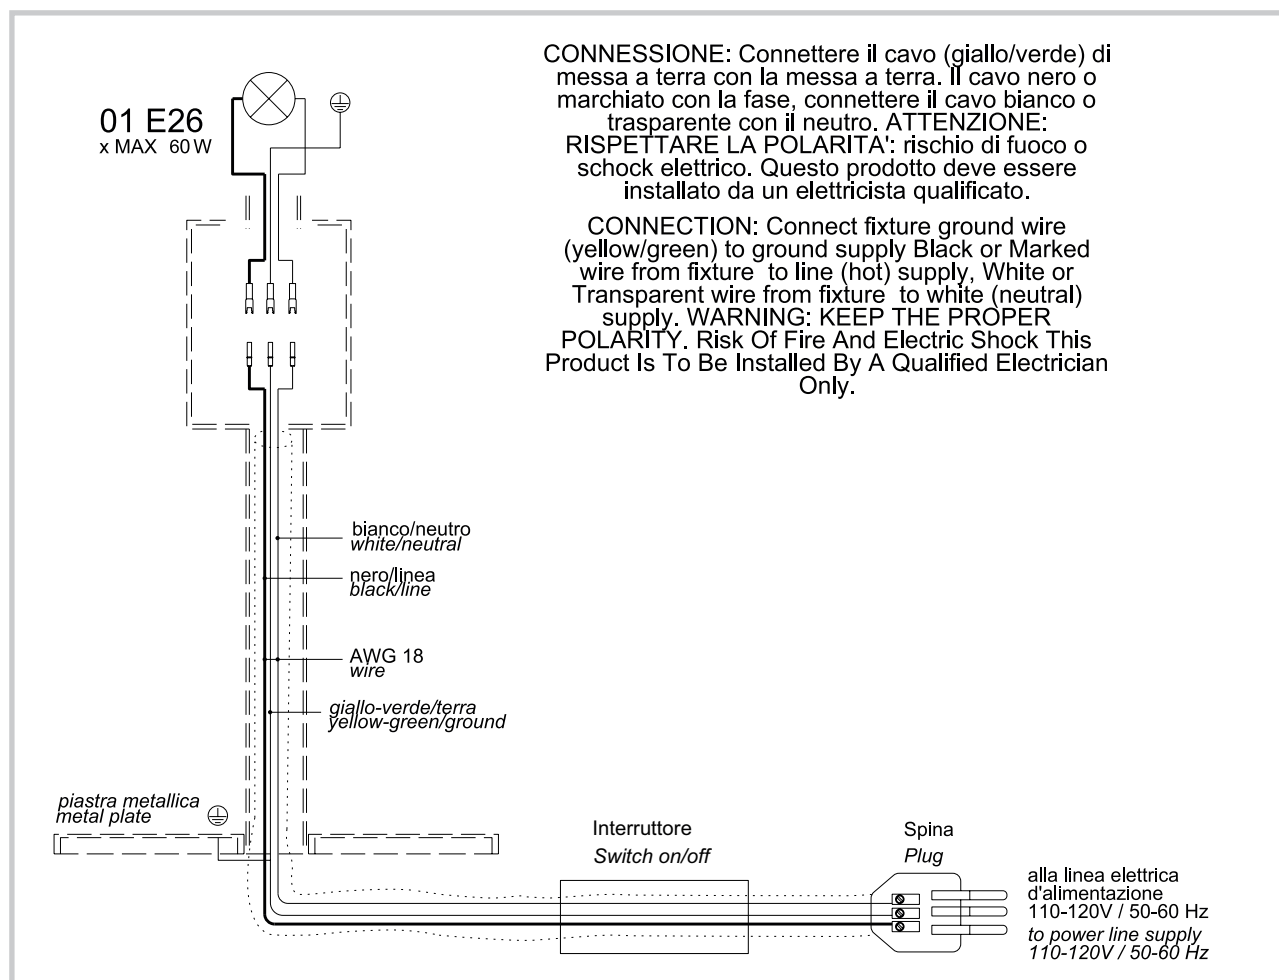 CONNESSIONE: Connettere il cavo (giallo/verde) di
messa a terra con la messa a terra. Il cavo nero o
marchiato con la fase, connettere il cavo bianco o
trasparente con il neutro. ATTENZIONE:
RISPETTARE LA POLARITA': rischio di fuoco o
schock elettrico. Questo prodotto deve essere
installato da un elettricista qualificato.
CONNECTION: Connect fixture ground wire
(yellow/green) to ground supply Black or Marked
wire from fixture to line (hot) supply, White or
Transparent wire from fixture to white (neutral)
supply. WARNING: KEEP THE PROPER
POLARITY. Risk Of Fire And Electric Shock This
Product Is To Be Installed By A Qualified Electrician
Only.
01 E26
x MAX 60 W
bianco/neutro
white/neutral
nero/linea
black/line
AWG 18
wire
giallo-verde/terra
yellow-green/ground
piastra metallica
metal plate
Interruttore
Switch on/off
Spina
Plug
alla linea elettrica
d'alimentazione
110-120V / 50-60 Hz
to power line supply
110-120V / 50-60 Hz